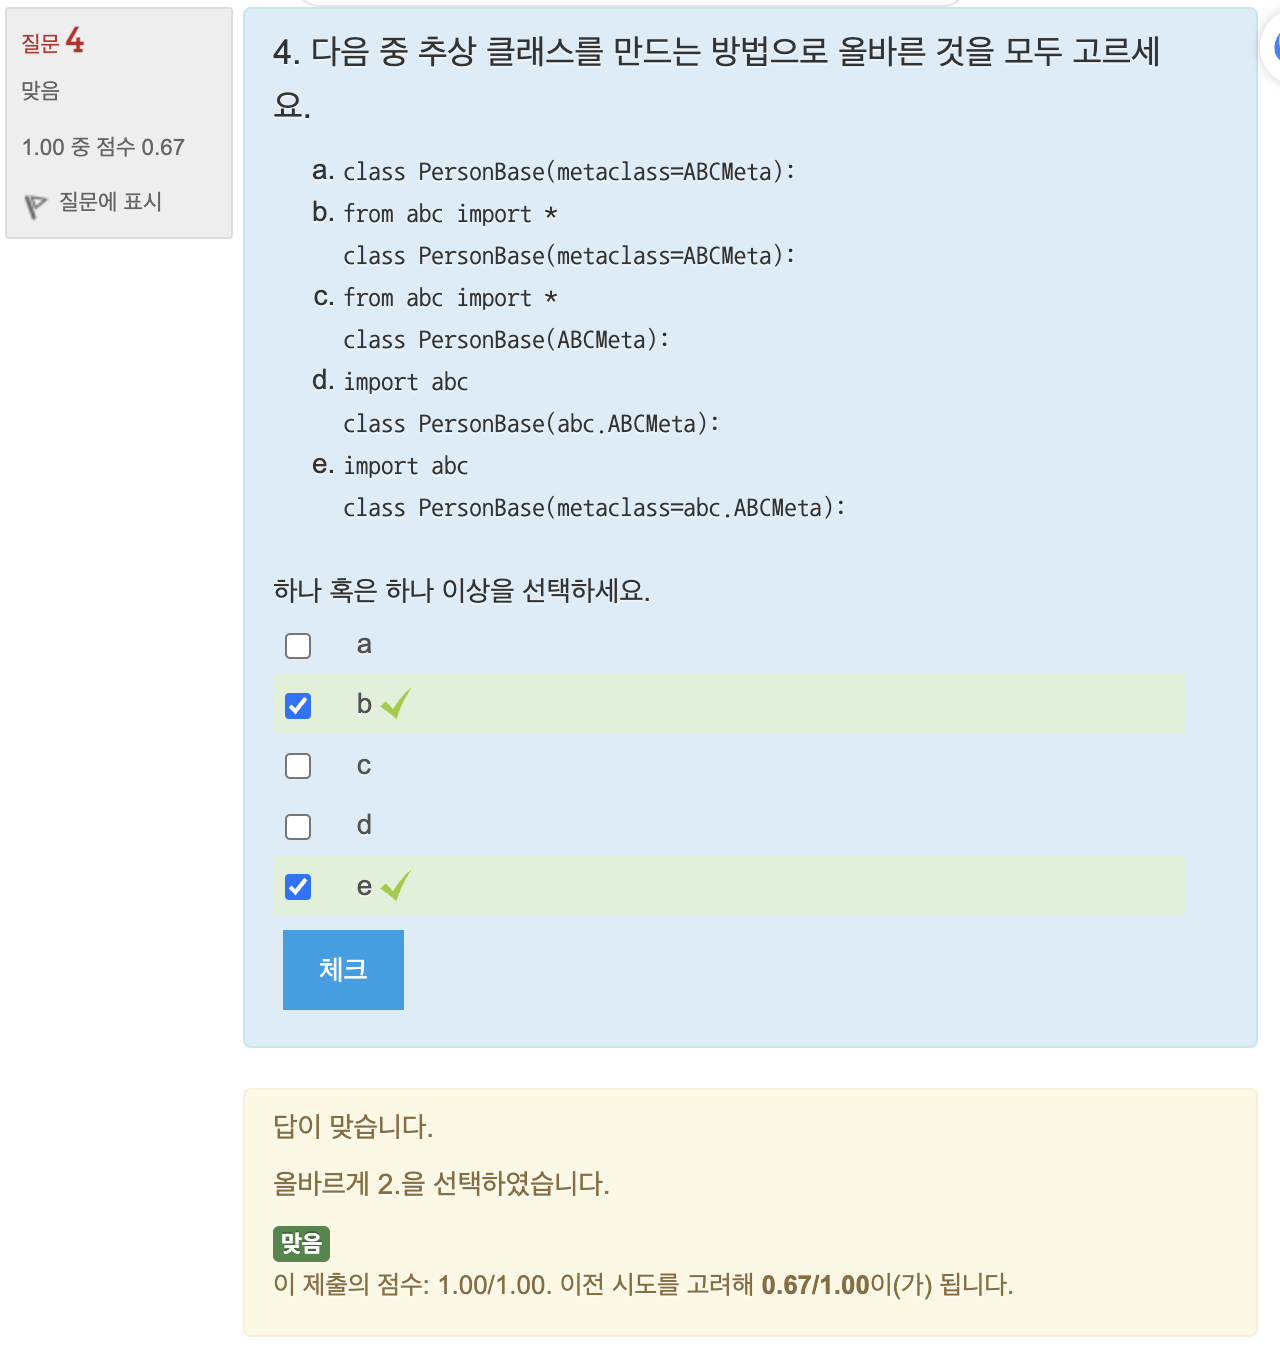 질문 4
맞음
1.00 중 점수 0.67
질문에 표시
4. 다음 중 추상 클래스를 만드는 방법으로 올바른 것을 모두 고르세
요.
a. class PersonBase(metaclass=ABCMeta):
b. from abc import *
class PersonBase(metaclass=ABCMeta):
c. from abc import *
class PersonBase(ABCMeta):
d. import abc
class PersonBase(abc.ABCMeta):
e. import abc
class PersonBase(metaclass=abc.ABCMeta):
하나 혹은 하나 이상을 선택하세요.
a
b
c
d
e
체크
답이 맞습니다.
올바르게 2.을 선택하였습니다.
맞음
이 제출의 점수: 1.00/1.00. 이전 시도를 고려해 0.67/1.00이(가) 됩니다.